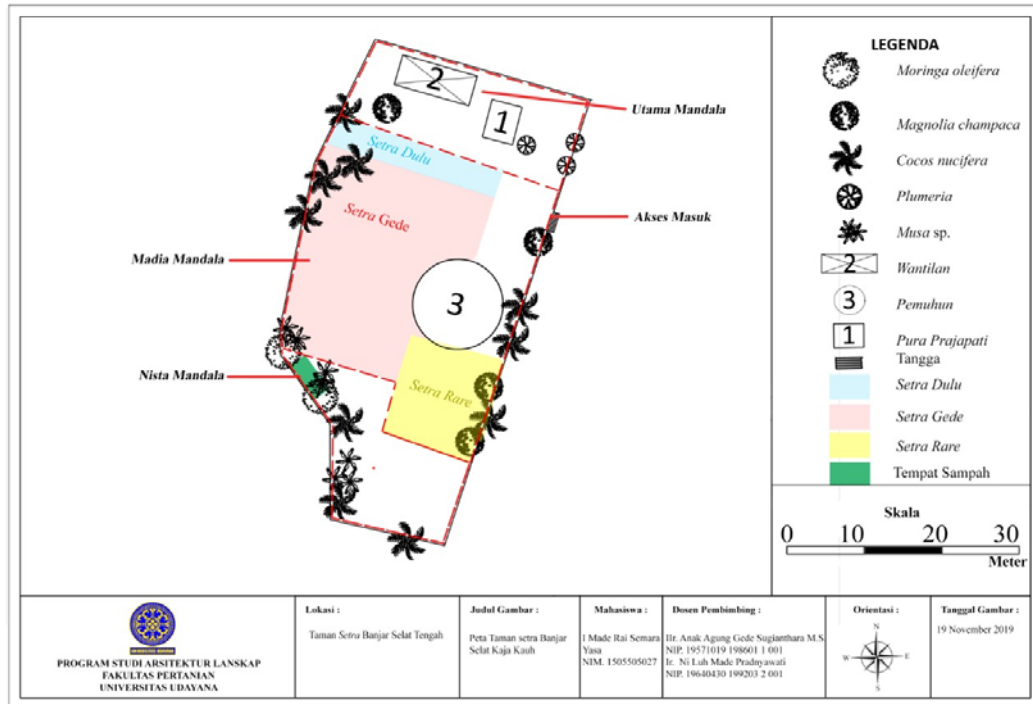 2
1
Utama Mandala
Setra Dulu
Setra Gede
Akses Masuk
Madia Mandala
3
Nista Mandala
Setra Rare
LEGENDA
Moringa oleifera
Magnolia champaca
Cocos nucifera
Plumeria
Musa sp.
2 Wantilan
3 Pemuhun
1 Pura Prajapati
Tangga
Setra Dulu
Setra Gede
Setra Rare
Tempat Sampah
Skala
0 10 20 30
Meter
PROGRAM STUDI ARSITEKTUR LANSKAP
FAKULTAS PERTANIAN
UNIVERSITAS UDAYANA
Lokasi :
Taman Setra Banjar Selat Tengah
Judul Gambar :
Peta Taman setra Banjar
Selat Kaja Kauh
Mahasiswa :
I Made Rai Semara
Yasa
NIM. 1505505027
Dosen Pembimbing :
IIr. Anak Agung Gede Sugianthara M.S
NIP. 19571019 198601 1 001
Ir. Ni Luh Made Pradnyawati
NIP. 19640430 199203 2 001
Orientasi :
N
W E
S
Tanggal Gambar :
19 November 2019